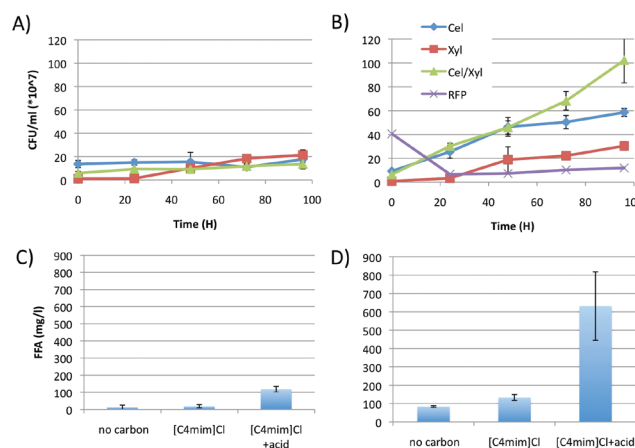 A)
B)
120
100
80
60
40
20
0
CFU/ml (*10^7)
0 20 40 60 80 100
Time (H)
120
100
80
60
40
20
0
Cel
Xyl
Cel/Xyl
RFP
0 20 40 60 80 100
Time (H)
C)
D)
900
800
700
600
500
400
300
200
100
0
FFA (mg/l)
no carbon [C4mim]Cl [C4mim]Cl
+acid
900
800
700
600
500
400
300
200
100
0
no carbon [C4mim]Cl [C4mim]Cl+acid